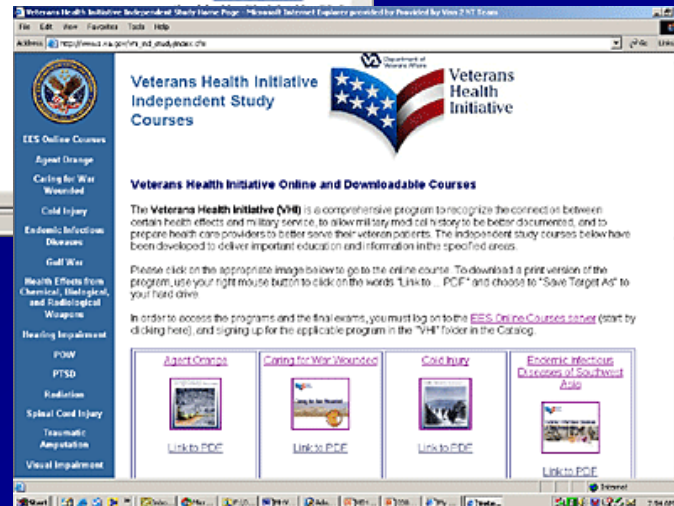 Veterans Health Initiative Independent Study Home Page - Microsoft Internet Explorer provided by Provided by Visn 2 NT Team
File Edit View Favorites Tools Help
Address
Links
Department of
Veterans Affairs
Veterans Health Initiative
Independent Study
Courses
Veterans
Health
Initiative
EES Online Courses
Agent Orange
Caring for War
Wounded
Cold Injury
Endemic Infectious
Diseases
Gulf War
Health Effects from
Chemical, Biological,
and Radiological
Weapons
Hearing Impairment
POW
PTSD
Radiation
Spinal Cord Injury
Traumatic
Amputation
Visual Impairment
Veterans Health Initiative Online and Downloadable Courses
The Veterans Health Initiative (VHI) is a comprehensive program to recognize the connection between
certain health effects and military service, to allow military medical history to be better documented, and to
prepare health care providers to better serve their veteran patients. The independent study courses below have
been developed to deliver important education and information in the specified areas.
Please click on the appropriate image below to go to the online course. To download a print version of the
program, use your right mouse button to click on the words "Link to ... PDF" and choose to "Save Target As" to
your hard drive.
In order to access the programs and the final exams, you must log on to the EES Online Courses server (start by
clicking here), and signing up for the applicable program in the "VHI" folder in the Catalog.
Agent Orange
Link to PDF
Caring for War Wounded
Link to PDF
Cold Injury
Link to PDF
Endemic Infectious
Diseases of Southwest
Asia
Link to PDF
Internet
Start
7:54 AM